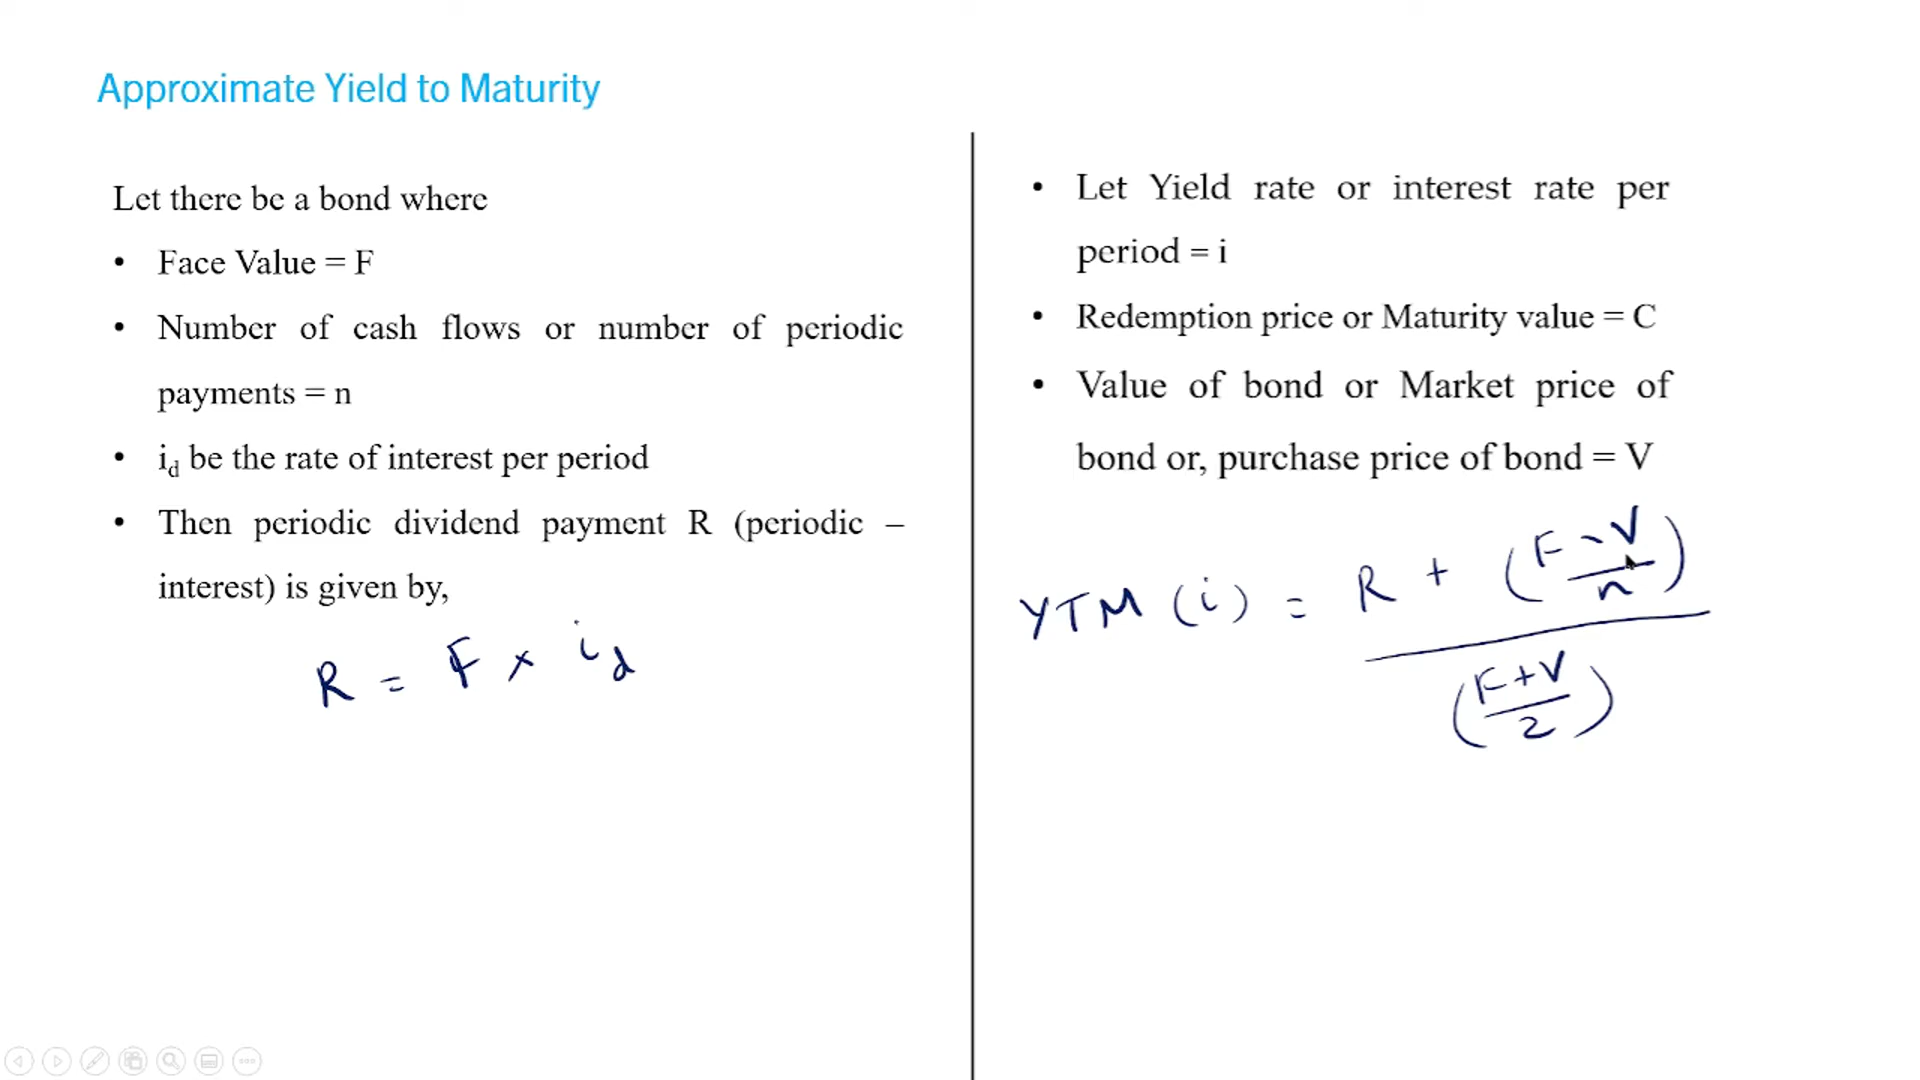 Approximate Yield to Maturity
Let there be a bond where
• Face Value = F
• Number of cash flows or number of periodic
payments = n
• i_d be the rate of interest per period
• Then periodic dividend payment R (periodic –
interest) is given by,
R = F × i_d
• Let Yield rate or interest rate per
period = i
• Redemption price or Maturity value = C
• Value of bond or Market price of
bond or, purchase price of bond = V
YTM (i) = R + (F - V / n)
(F + V / 2)